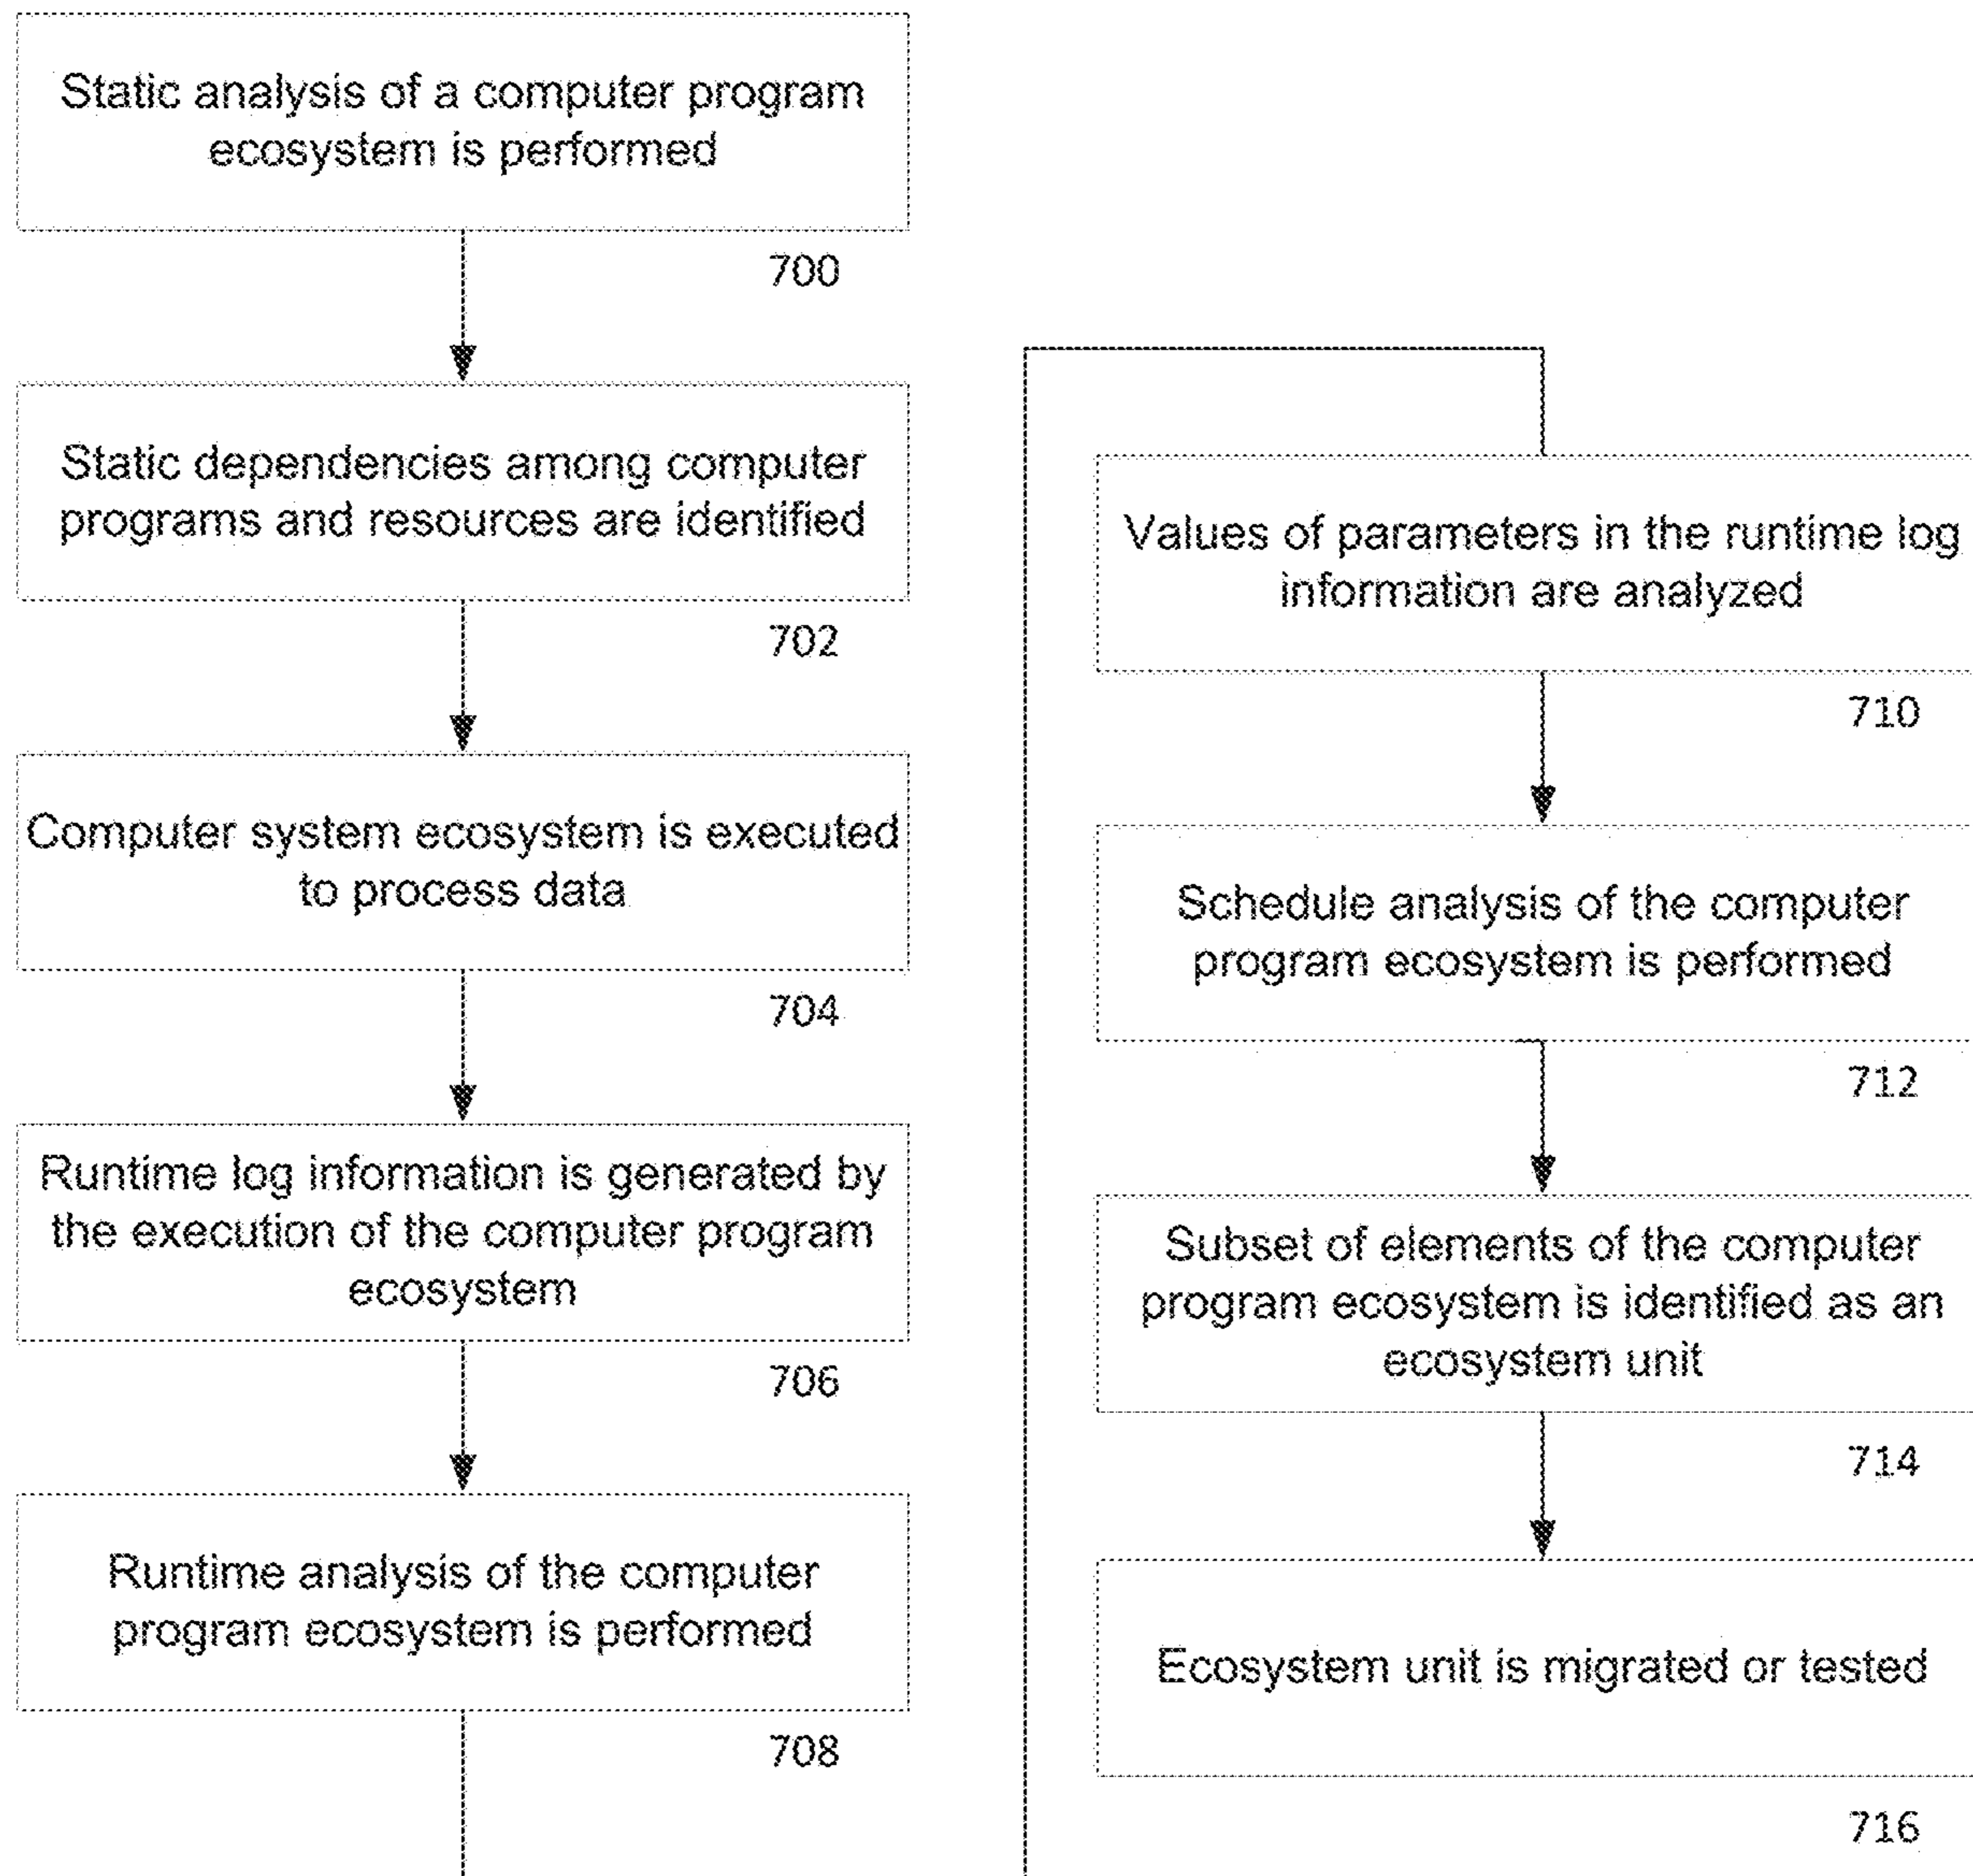 Static analysis of a computer program
ecosystem is performed
700
Static dependencies among computer
programs and resources are identified
702
Computer system ecosystem is executed
to process data
704
Runtime log information is generated by
the execution of the computer program
ecosystem
706
Runtime analysis of the computer
program ecosystem is performed
708
Values of parameters in the runtime log
information are analyzed
710
Schedule analysis of the computer
program ecosystem is performed
712
Subset of elements of the computer
program ecosystem is identified as an
ecosystem unit
714
Ecosystem unit is migrated or tested
716